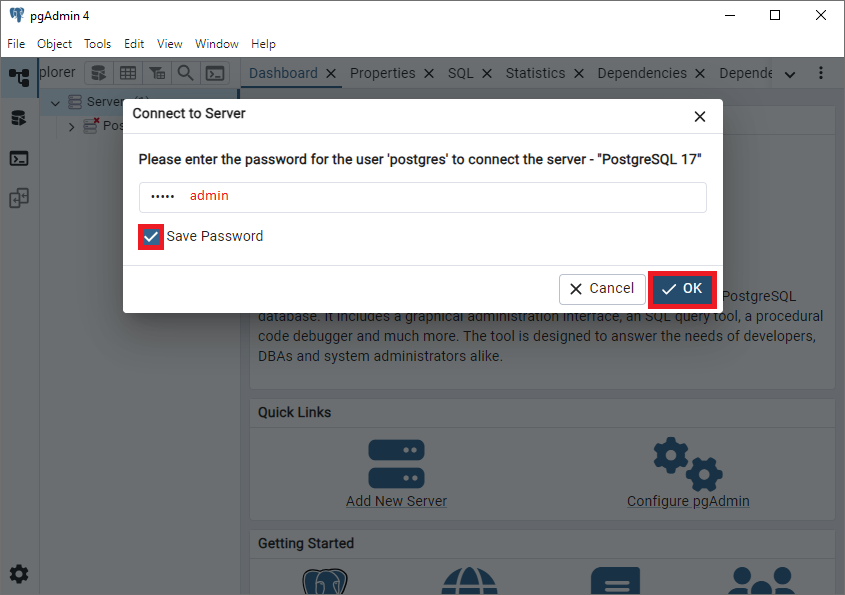 pgAdmin 4
File Object Tools Edit View Window Help
plorer
Dashboard Properties SQL Statistics Dependencies Depende
Connect to Server
Please enter the password for the user 'postgres' to connect the server - "PostgreSQL 17"
••••• admin
Save Password
Cancel OK
PostgreSQL
database. It includes a graphical administration interface, an SQL query tool, a procedural
code debugger and much more. The tool is designed to answer the needs of developers,
DBAs and system administrators alike.
Quick Links
Add New Server Configure pgAdmin
Getting Started